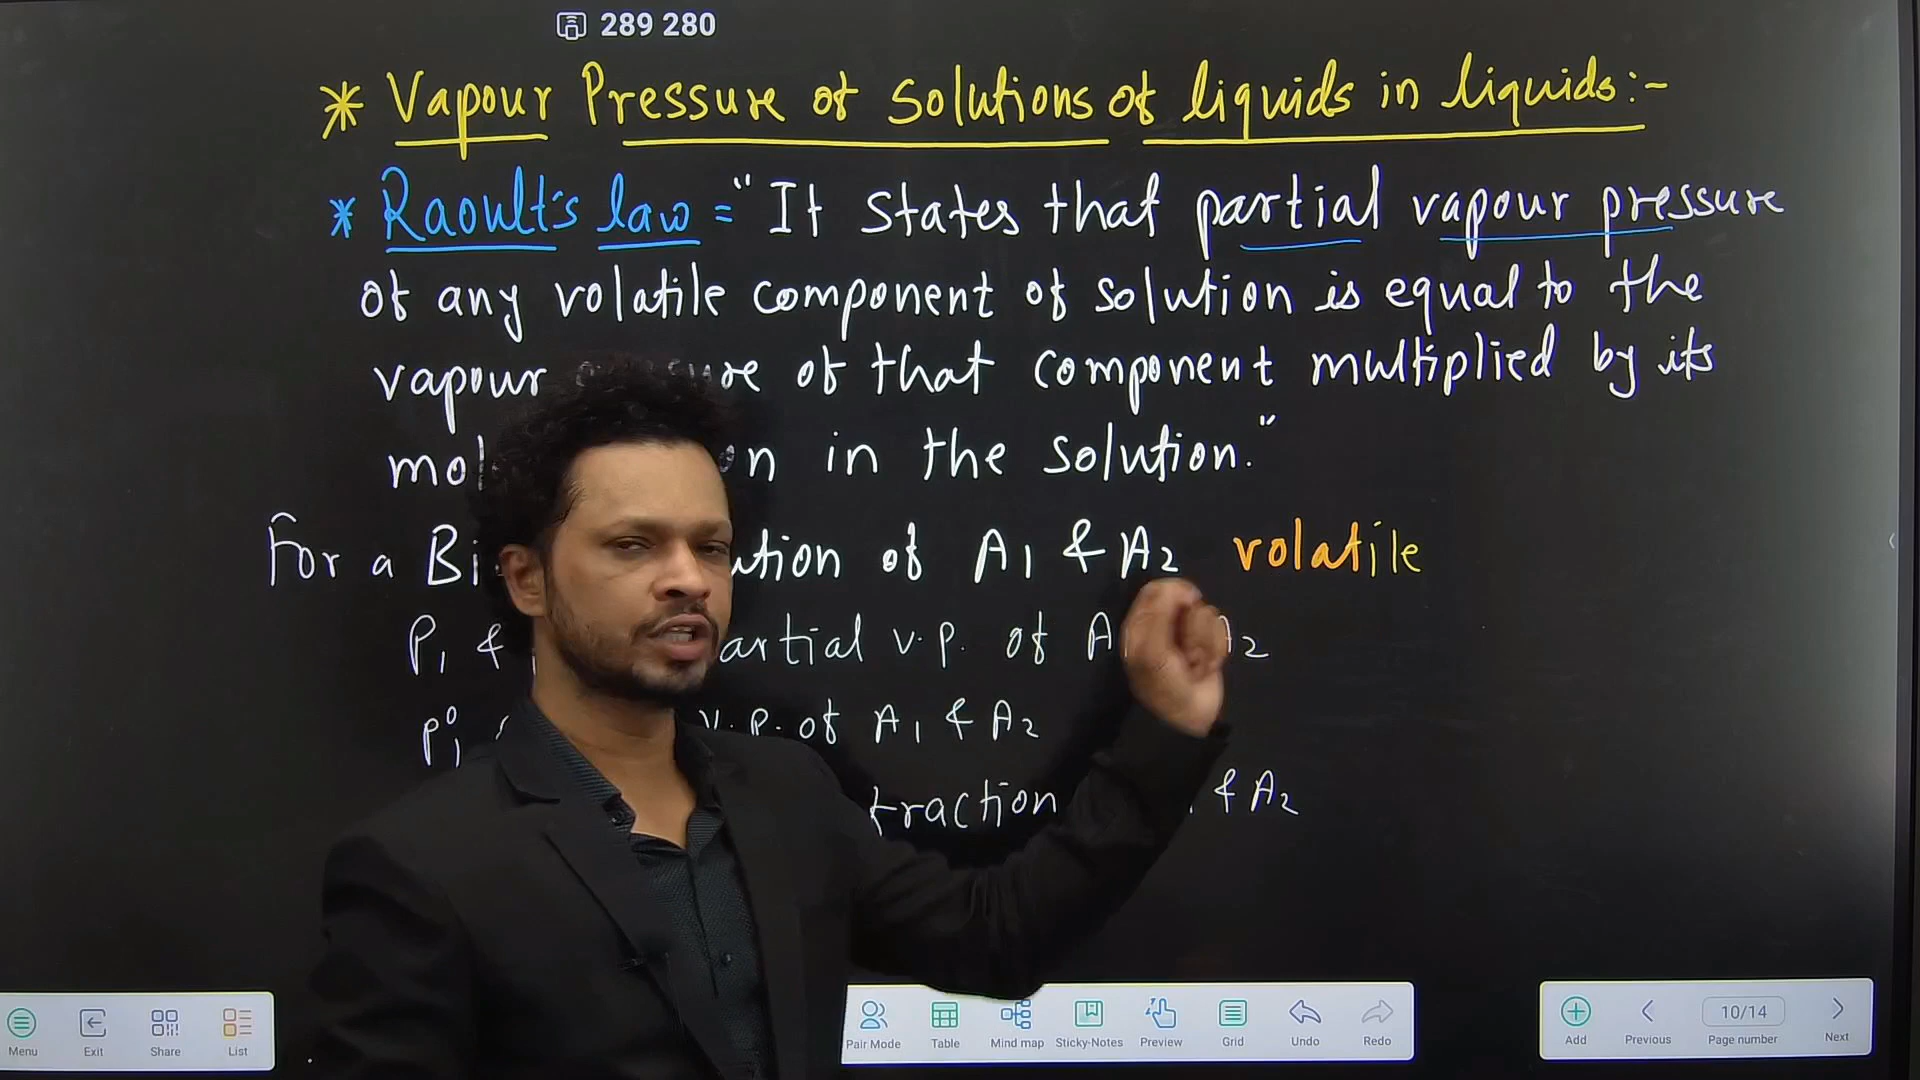 289 280
* Vapour Pressure of solutions of liquids in liquids:-
* Raoult's law = "It states that partial vapour pressure
of any volatile component of solution is equal to the
vapour of that component multiplied by its
in the solution."
For a of A1 & A2 volatile
P1 & v.p. of
P1° v.p. of A1 & A2
fraction & A2
Menu Exit Share List Pair Mode Table Mind map Sticky-Notes Preview Grid Undo Redo Add Previous 10/14 Page number Next